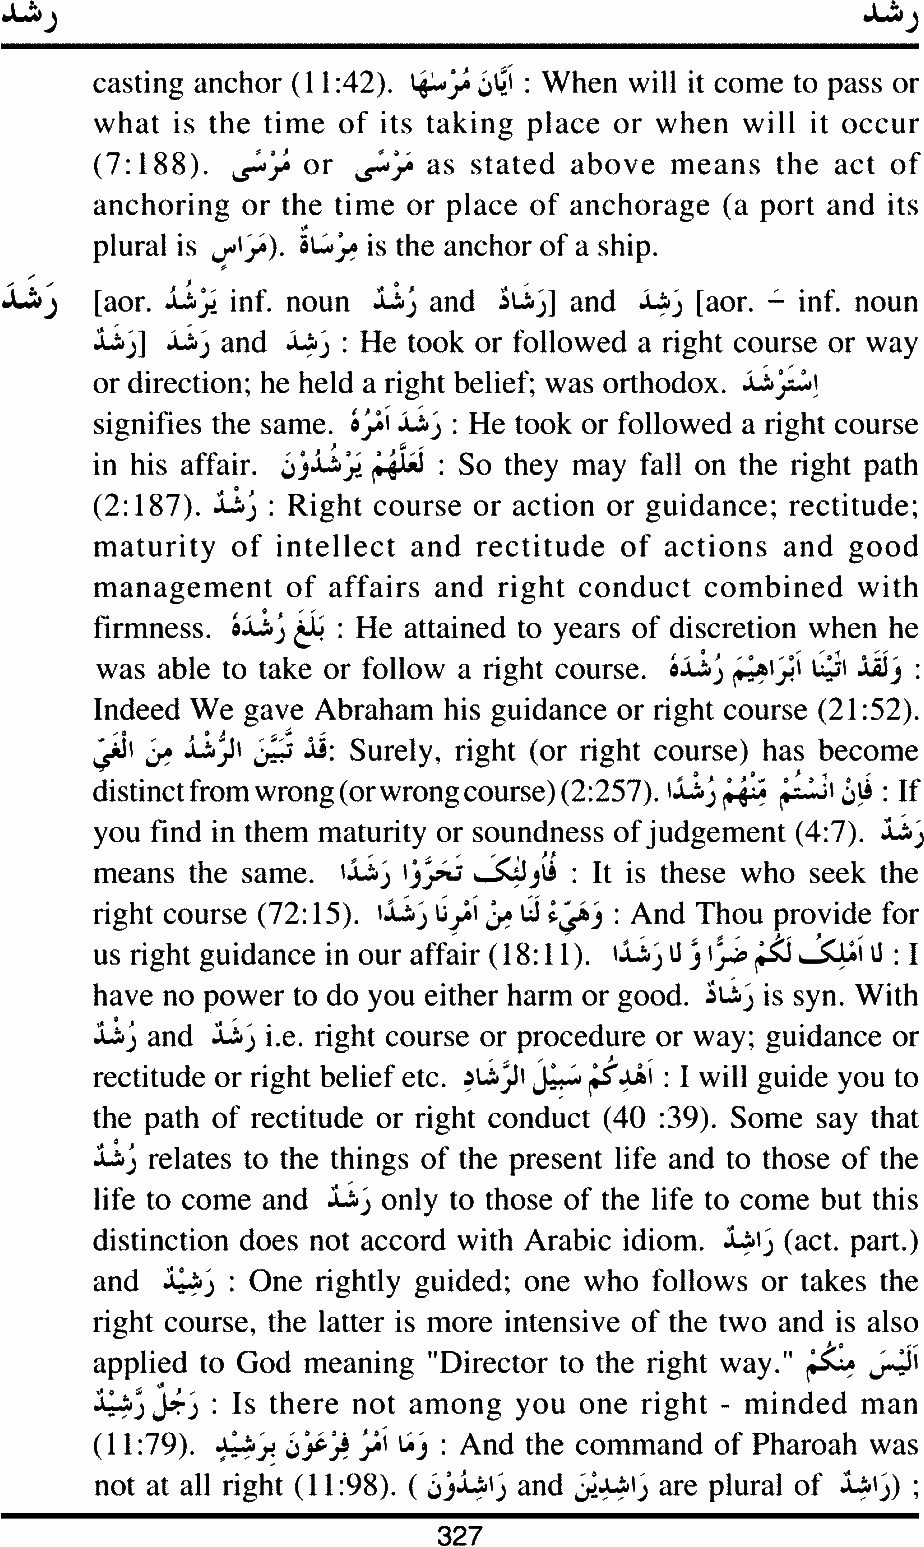 رشد رشد
casting anchor (11:42). اَيَّانَ مُرْسٰهَا : When will it come to pass or
what is the time of its taking place or when will it occur
(7:188). مُرْسًى or مَرْسًى as stated above means the act of
anchoring or the time or place of anchorage (a port and its
plural is مَرَاسٍ). مِرْسَاةٌ is the anchor of a ship.
رَشَدَ [aor. يَرْشُدُ inf. noun رُشْدٌ and رَشَادٌ] and رَشِدَ [aor. –َ inf. noun
رَشَدٌ] رَشَدَ and رَشِدَ : He took or followed a right course or way
or direction; he held a right belief; was orthodox. اِسْتَرْشَدَ
signifies the same. رَشَدَ اَمْرَهُ : He took or followed a right course
in his affair. لَعَلَّهُمْ يَرْشُدُوْنَ : So they may fall on the right path
(2:187). رُشْدٌ : Right course or action or guidance; rectitude;
maturity of intellect and rectitude of actions and good
management of affairs and right conduct combined with
firmness. بَلَغَ رُشْدَهُ : He attained to years of discretion when he
was able to take or follow a right course. وَلَقَدْ اٰتَيْنَا اَبْرَاهِيْمَ رُشْدَهُ :
Indeed We gave Abraham his guidance or right course (21:52).
قَدْ تَّبَيَّنَ الرُّشْدُ مِنَ الْغَيِّ: Surely, right (or right course) has become
distinct from wrong (or wrong course) (2:257). فَاِنْ اٰنَسْتُمْ مِّنْهُمْ رُشْدًا : If
you find in them maturity or soundness of judgement (4:7). رَشَدٌ
means the same. فَاُولٰئِكَ تَحَرَّوْا رَشَدًا : It is these who seek the
right course (72:15). وَهَيِّءْ لَنَا مِنْ اَمْرِنَا رَشَدًا : And Thou provide for
us right guidance in our affair (18:11). لَا اَمْلِكُ لَكُمْ ضَرًّا وَّ لَا رَشَدًا : I
have no power to do you either harm or good. رَشَادٌ is syn. With
رُشْدٌ and رَشَدٌ i.e. right course or procedure or way; guidance or
rectitude or right belief etc. اَهْدِكُمْ سَبِيْلَ الرَّشَادِ : I will guide you to
the path of rectitude or right conduct (40 :39). Some say that
رُشْدٌ relates to the things of the present life and to those of the
life to come and رَشَدٌ only to those of the life to come but this
distinction does not accord with Arabic idiom. رَاشِدٌ (act. part.)
and رَشِيْدٌ : One rightly guided; one who follows or takes the
right course, the latter is more intensive of the two and is also
applied to God meaning "Director to the right way." اَلَيْسَ مِنْكُمْ
رَجُلٌ رَّشِيْدٌ : Is there not among you one right - minded man
(11:79). وَمَا اَمْرُ فِرْعَوْنَ بِرَشِيْدٍ : And the command of Pharoah was
not at all right (11:98). ( رَاشِدُوْنَ and رَاشِدِيْنَ are plural of رَاشِدٌ) ;
327